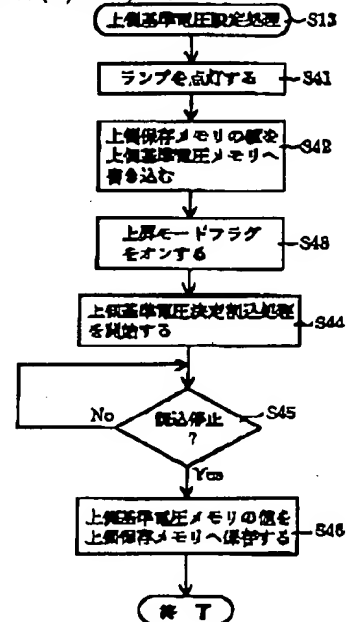 上側基準電圧設定処理
S13
ランプを点灯する
S41
上側保存メモリの値を
上側基準電圧メモリへ
書き込む
S42
上昇モードフラグ
をオンする
S43
上側基準電圧決定割込処理
を開始する
S44
割込停止
?
S45
No
Yes
上側基準電圧メモリの値を
上側保存メモリへ保存する
S46
終了